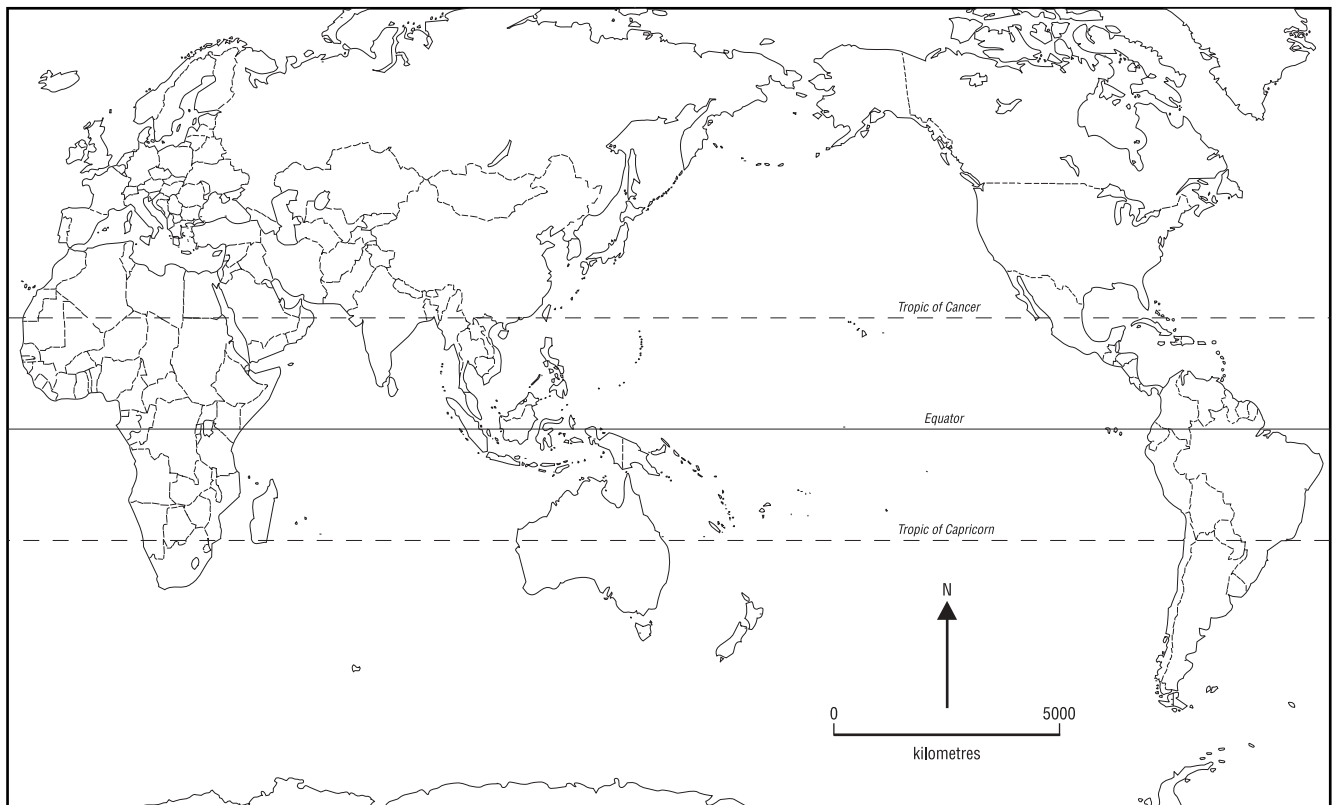 Tropic of Cancer
Equator
Tropic of Capricorn
N
0 5000
kilometres